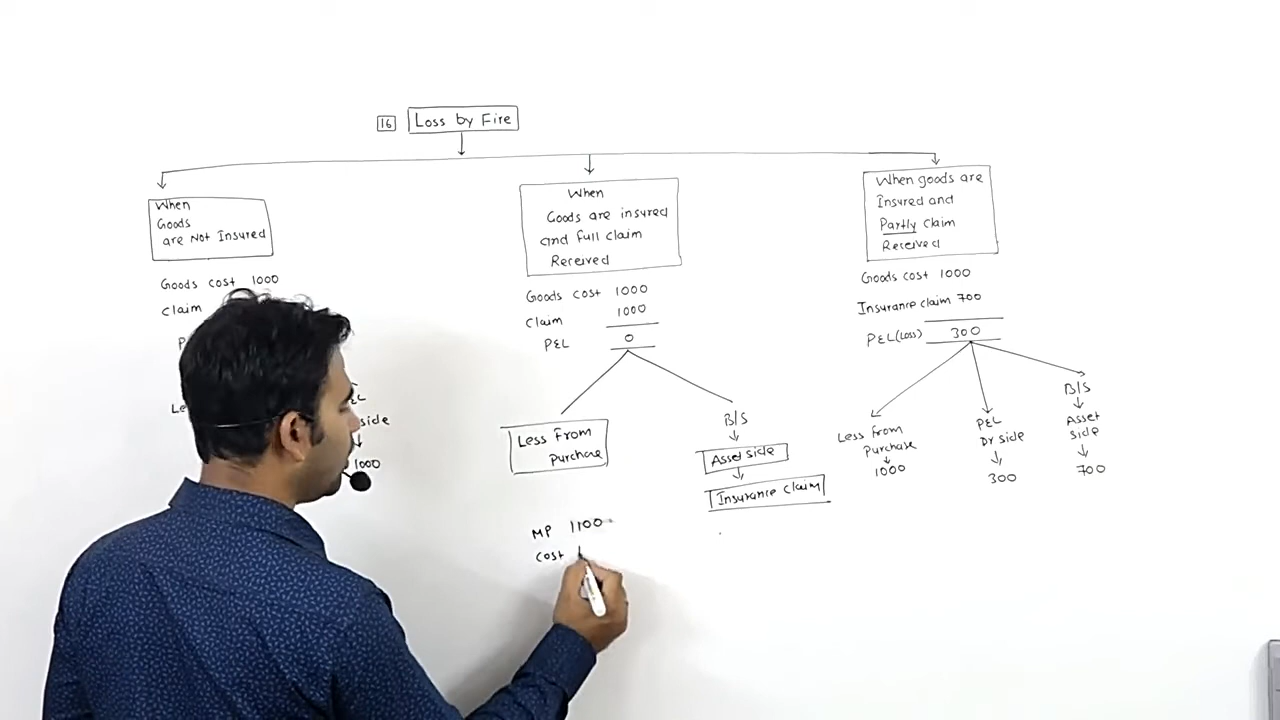 16 Loss by Fire
When
Goods
are Not Insured
Goods cost 1000
claim
Le
side
1000
When
Goods are insured
and full claim
Received
Goods cost 1000
claim 1000
P&L 0
Less From
purchase
B/S
Asset side
Insurance claim
MP 1100
cost
When goods are
Insured and
Partly claim
Received
Goods cost 1000
Insurance claim 700
P&L(Loss) 300
Less from
Purchase
1000
P&L
Dr side
300
B/S
Asset
side
700